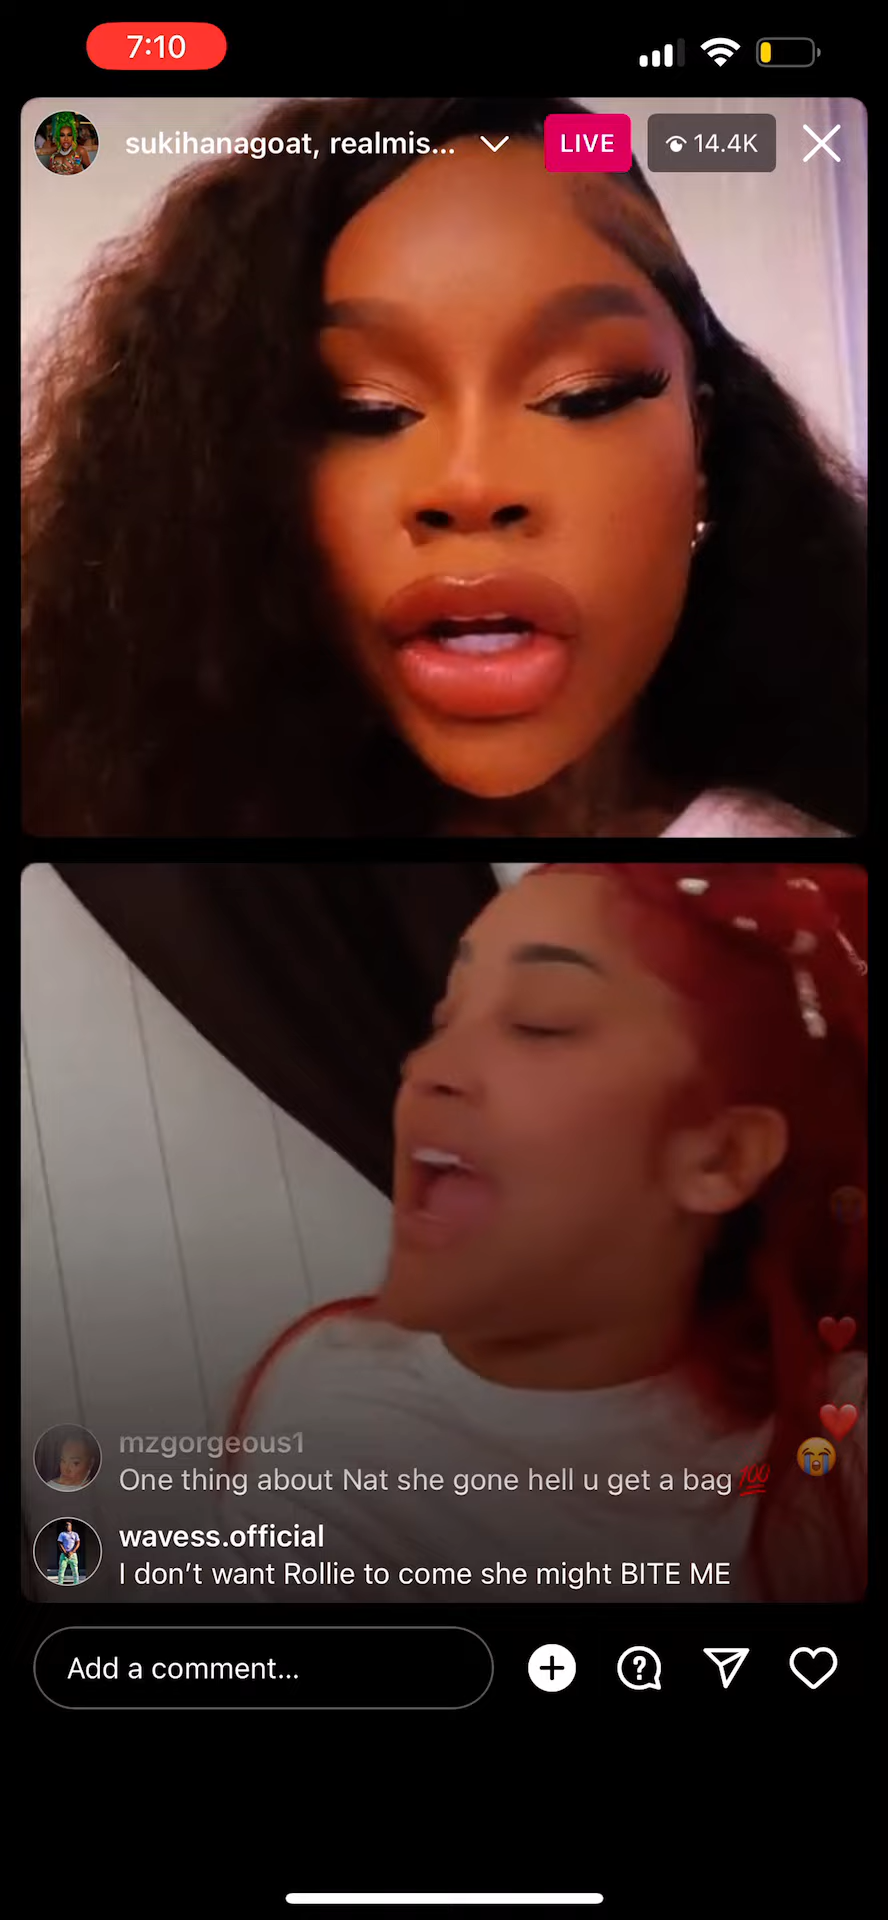 7:10
sukihanagoat, realmis...
LIVE
14.4K
mzgorgeous1
One thing about Nat she gone hell u get a bag 💯
wavess.official
I don't want Rollie to come she might BITE ME
Add a comment...